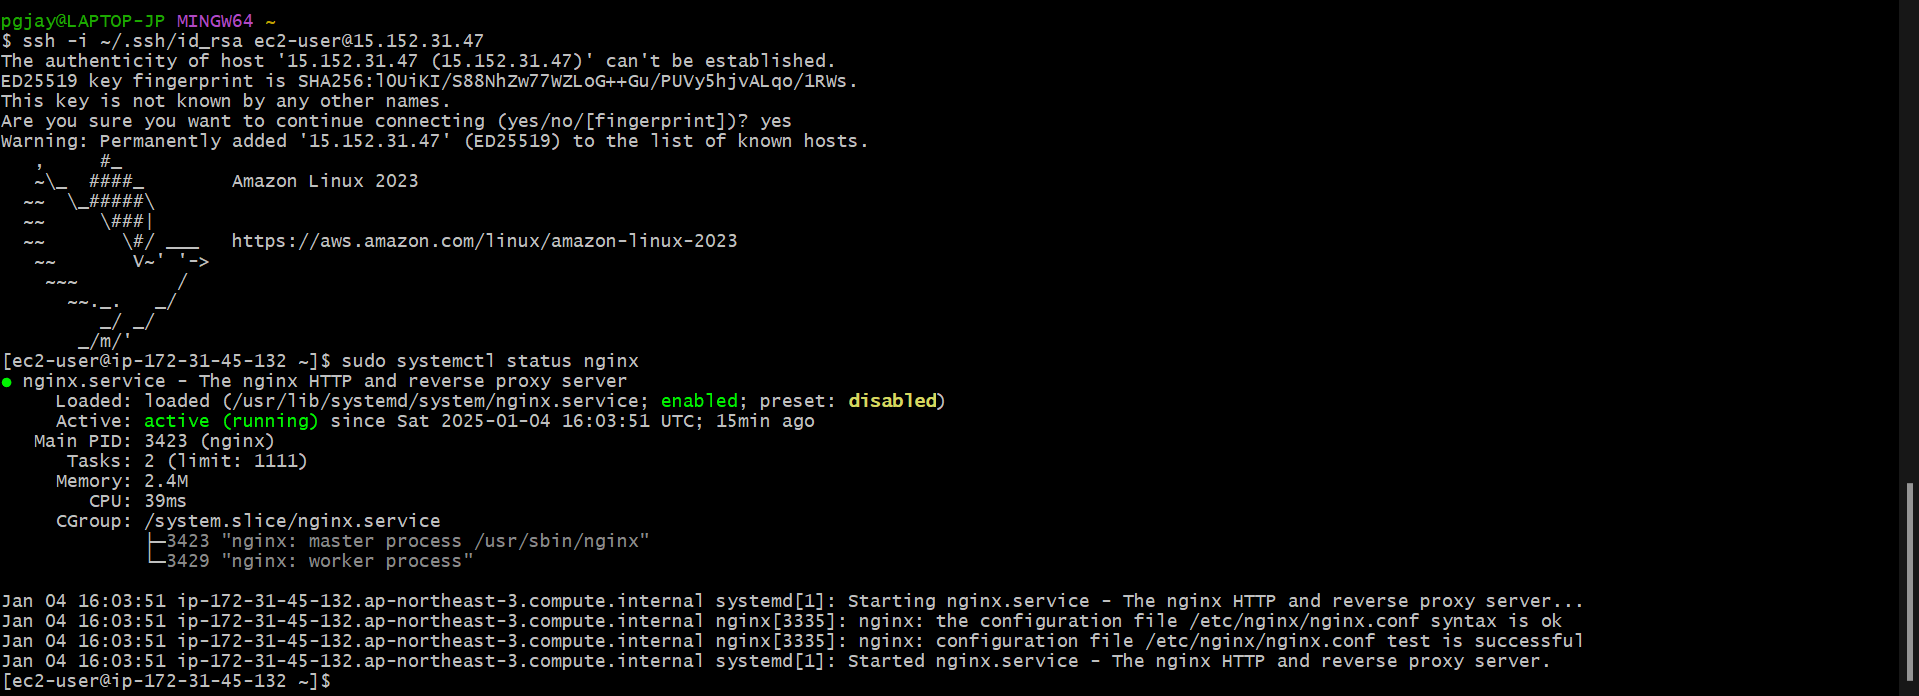 pgjay@LAPTOP-JP MINGW64 ~
$ ssh -i ~/.ssh/id_rsa ec2-user@15.152.31.47
The authenticity of host '15.152.31.47 (15.152.31.47)' can't be established.
ED25519 key fingerprint is SHA256:lOUiKI/S88NhZw77WZLoG++Gu/PUVy5hjvALqo/1RWs.
This key is not known by any other names.
Are you sure you want to continue connecting (yes/no/[fingerprint])? yes
Warning: Permanently added '15.152.31.47' (ED25519) to the list of known hosts.
   ,     #_
   ~\_  ####_        Amazon Linux 2023
  ~~  \_#####\
  ~~     \###|
  ~~       \#/ ___   https://aws.amazon.com/linux/amazon-linux-2023
   ~~       V~' '->
    ~~~         /
      ~~._.   _/
         _/ _/
       _/m/'
[ec2-user@ip-172-31-45-132 ~]$ sudo systemctl status nginx
● nginx.service - The nginx HTTP and reverse proxy server
     Loaded: loaded (/usr/lib/systemd/system/nginx.service; enabled; preset: disabled)
     Active: active (running) since Sat 2025-01-04 16:03:51 UTC; 15min ago
   Main PID: 3423 (nginx)
      Tasks: 2 (limit: 1111)
     Memory: 2.4M
        CPU: 39ms
     CGroup: /system.slice/nginx.service
             ├─3423 "nginx: master process /usr/sbin/nginx"
             └─3429 "nginx: worker process"
Jan 04 16:03:51 ip-172-31-45-132.ap-northeast-3.compute.internal systemd[1]: Starting nginx.service - The nginx HTTP and reverse proxy server...
Jan 04 16:03:51 ip-172-31-45-132.ap-northeast-3.compute.internal nginx[3335]: nginx: the configuration file /etc/nginx/nginx.conf syntax is ok
Jan 04 16:03:51 ip-172-31-45-132.ap-northeast-3.compute.internal nginx[3335]: nginx: configuration file /etc/nginx/nginx.conf test is successful
Jan 04 16:03:51 ip-172-31-45-132.ap-northeast-3.compute.internal systemd[1]: Started nginx.service - The nginx HTTP and reverse proxy server.
[ec2-user@ip-172-31-45-132 ~]$